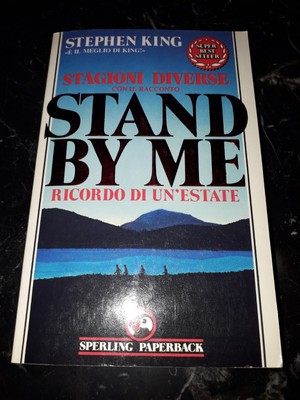 STEPHEN KING
«È IL MEGLIO DI KING!»
SUPER
BEST
SELLER
STAGIONI DIVERSE
CON IL RACCONTO
STAND
BY ME
RICORDO DI UN'ESTATE
SPERLING PAPERBACK